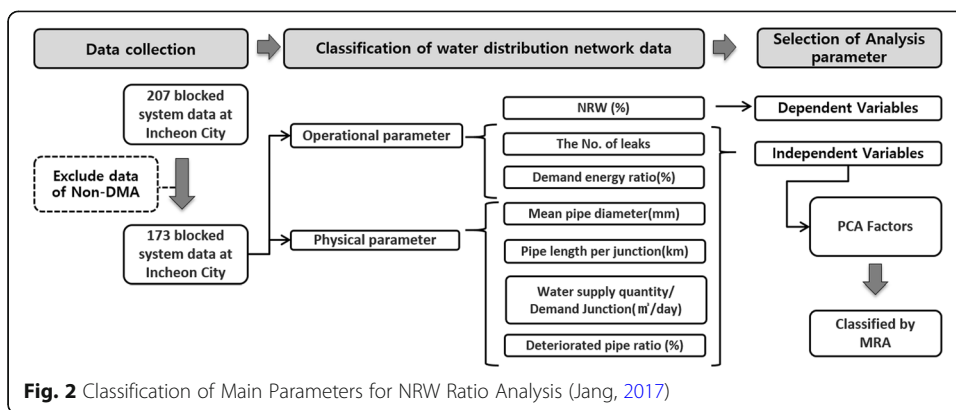 Data collection
Classification of water distribution network data
Selection of Analysis
parameter
207 blocked
system data at
Incheon City
Exclude data
of Non-DMA
173 blocked
system data at
Incheon City
Operational parameter
Physical parameter
NRW (%)
The No. of leaks
Demand energy ratio(%)
Mean pipe diameter(mm)
Pipe length per junction(km)
Water supply quantity/
Demand Junction(㎥/day)
Deteriorated pipe ratio (%)
Dependent Variables
Independent Variables
PCA Factors
Classified by
MRA
Fig. 2 Classification of Main Parameters for NRW Ratio Analysis (Jang, 2017)